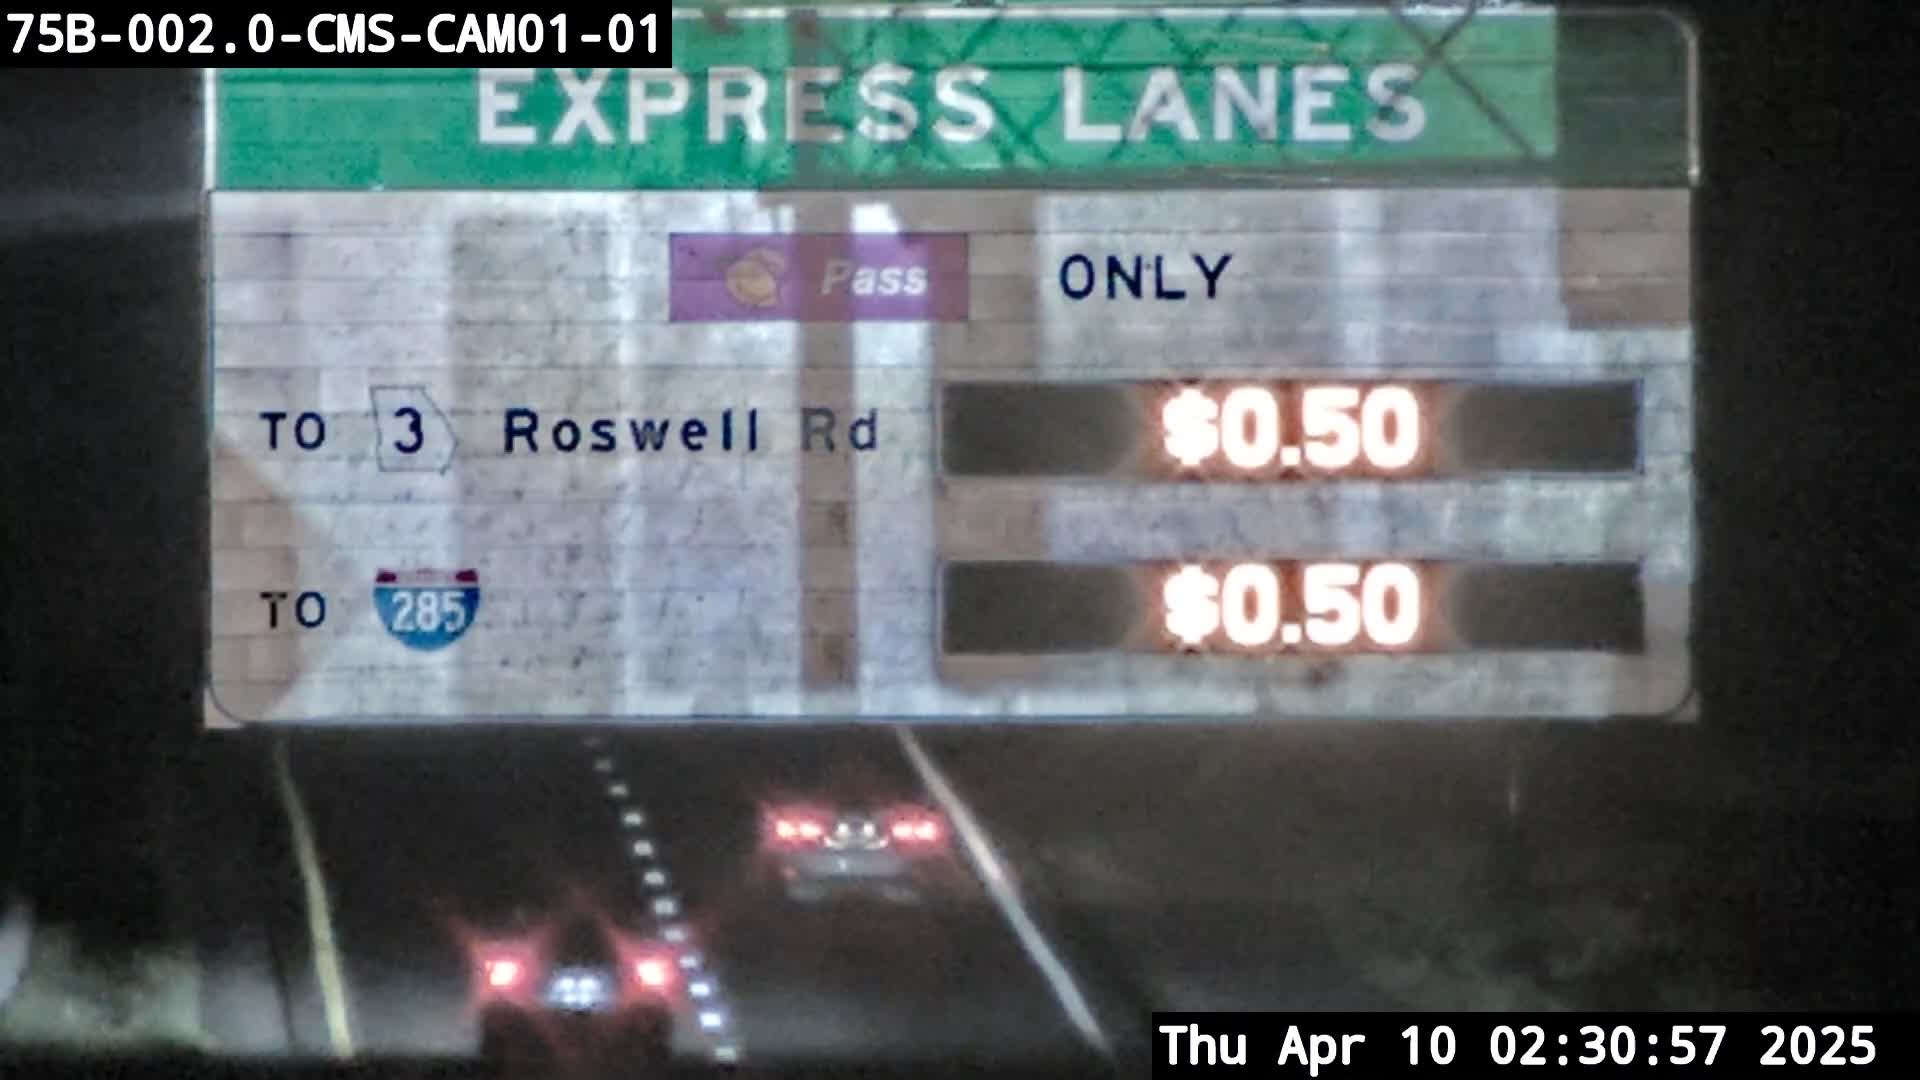 75B-002.0-CMS-CAM01-01
EXPRESS LANES
Pass ONLY
TO 3 Roswell Rd $0.50
TO 285 $0.50
Thu Apr 10 02:30:57 2025